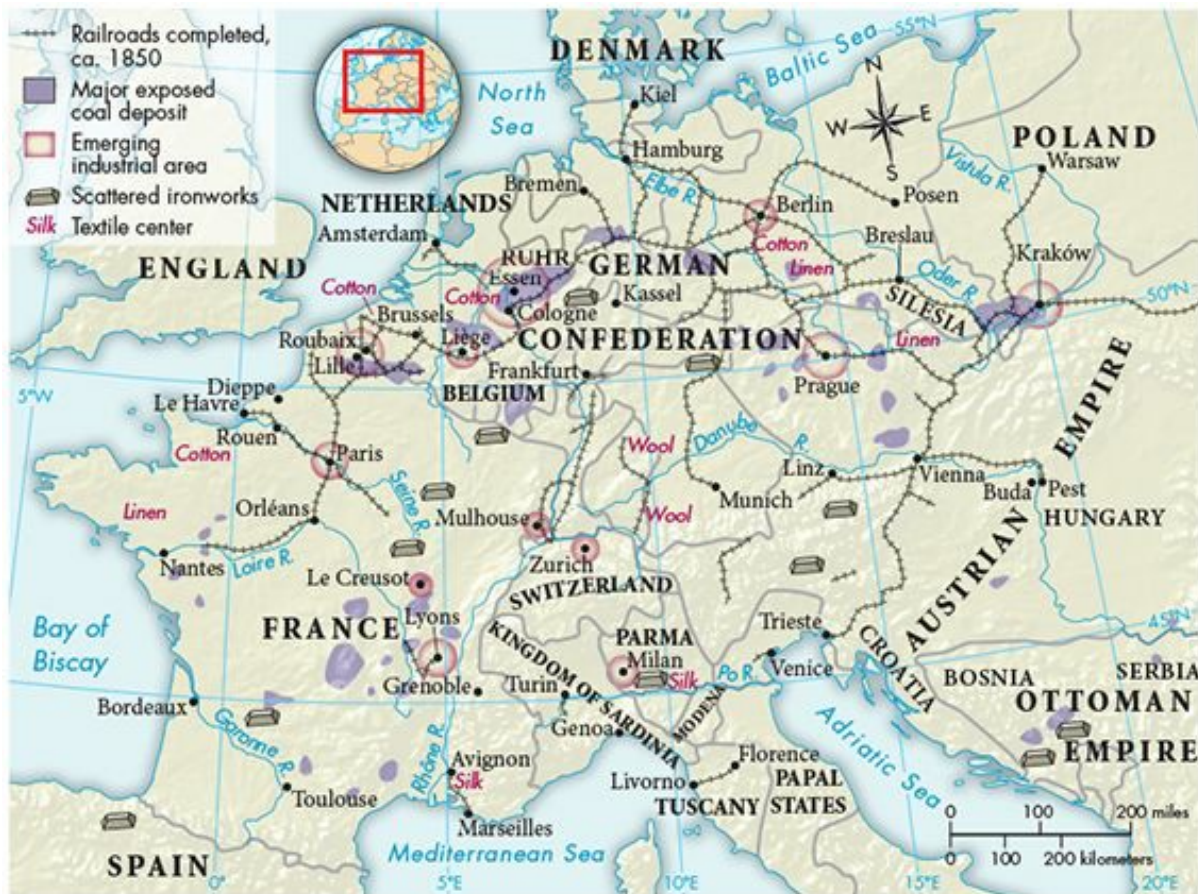 Railroads completed,
ca. 1850
Major exposed
coal deposit
Emerging
industrial area
Scattered ironworks
Silk
Textile center
DENMARK
Baltic Sea
55°N
North
Sea
Kiel
N
W
E
S
POLAND
Hamburg
Vistula R.
Warsaw
Bremen
Elbe R.
Posen
NETHERLANDS
Berlin
Amsterdam
Breslau
RUHR
Cotton
Kraków
ENGLAND
Essen
GERMAN
Linen
Oder R.
Cotton
Cotton
Kassel
SILESIA
50°N
Brussels
Cologne
Roubaix
Liège
CONFEDERATION
Linen
Lille
Frankfurt
Prague
Dieppe
BELGIUM
5°W
Le Havre
Rouen
Wool
Danube
R.
EMPIRE
Cotton
Paris
Linz
Vienna
Seine R.
Munich
Buda
Pest
Linen
Orléans
Mulhouse
Wool
HUNGARY
Nantes
Loire R.
Zurich
Le Creusot
SWITZERLAND
AUSTRIAN
Lyons
45°N
Bay of
Biscay
FRANCE
KINGDOM OF SARDINIA
PARMA
Trieste
CROATIA
Milan
Venice
BOSNIA
SERBIA
Grenoble
Turin
Silk
Po R.
OTTOMAN
Bordeaux
MODENA
Genoa
EMPIRE
Garonne R.
Rhône R.
Avignon
Silk
Florence
Adriatic Sea
Livorno
PAPAL
STATES
Toulouse
TUSCANY
Marseilles
0
100
200 miles
Mediterranean Sea
0
100
200 kilometers
SPAIN
0°
5°E
10°E
15°E
20°E